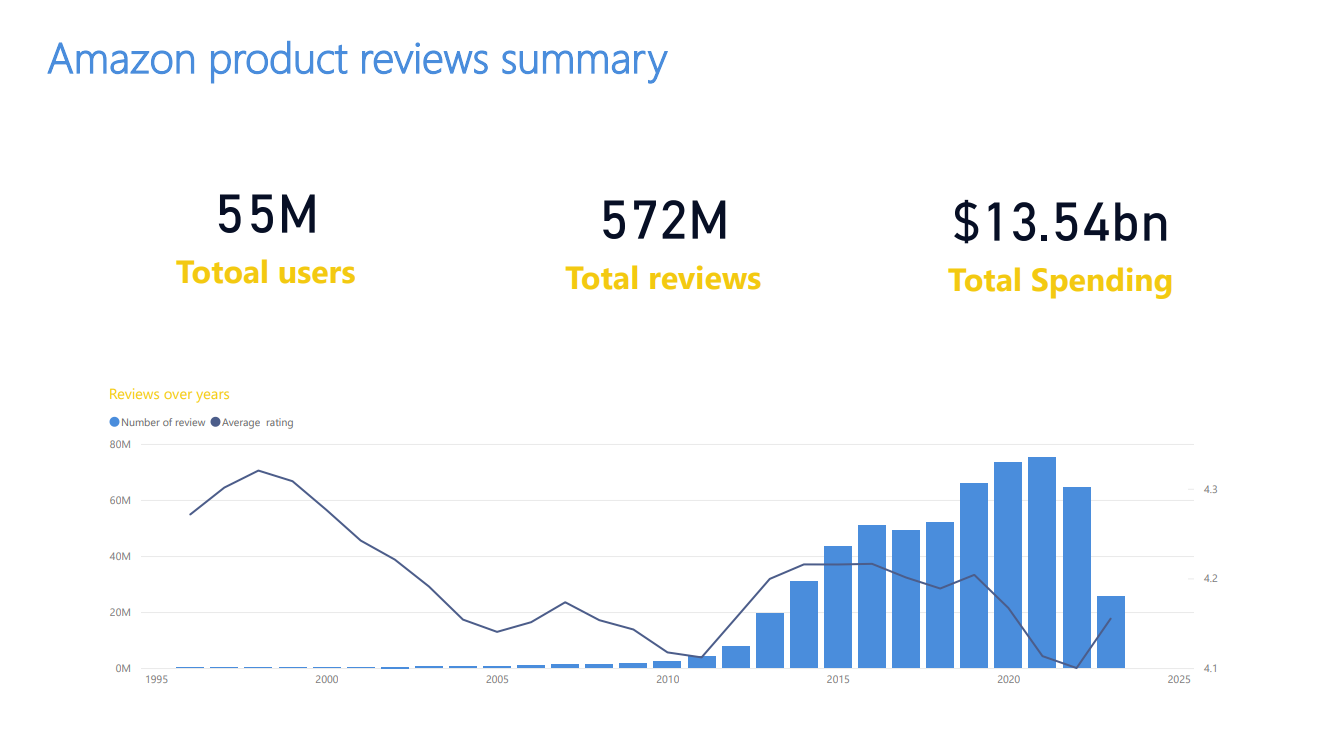 Amazon product reviews summary
55M
Totoal users
572M
Total reviews
$13.54bn
Total Spending
Reviews over years
Number of review Average rating
80M
60M
40M
20M
0M
4.3
4.2
4.1
1995 2000 2005 2010 2015 2020 2025